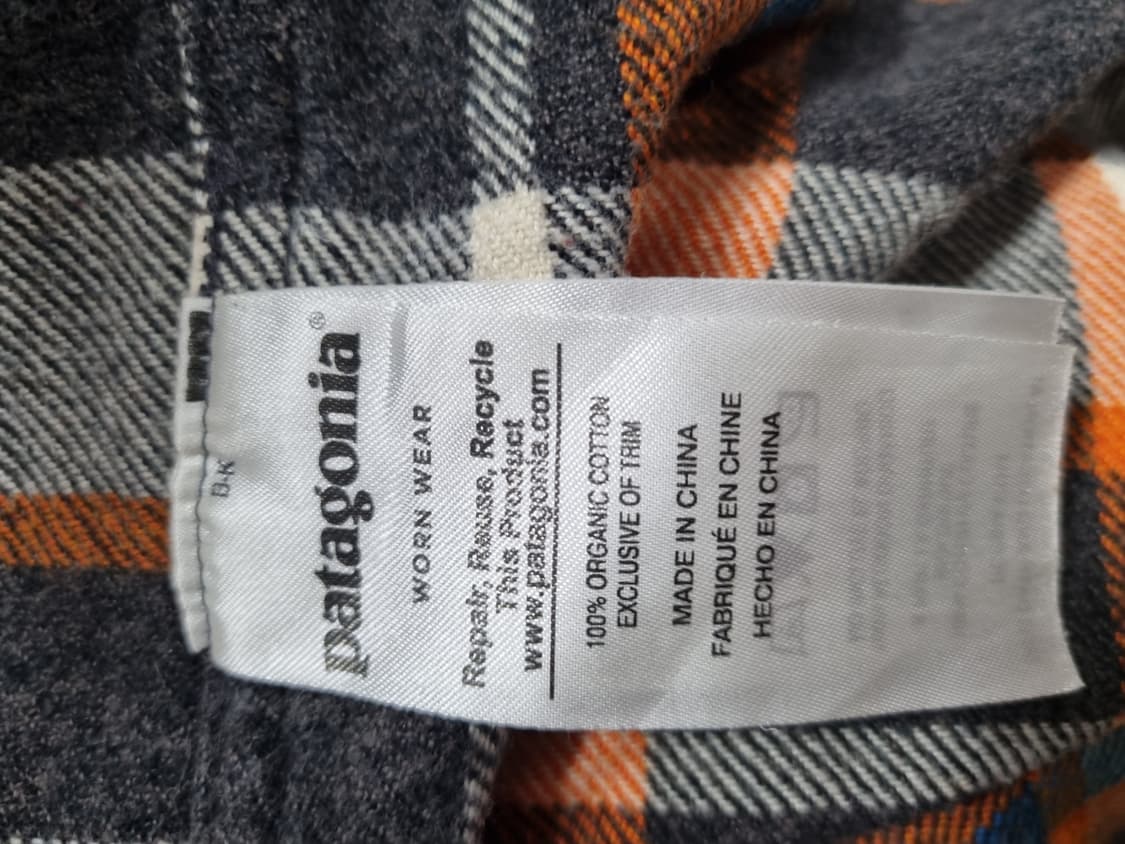 patagonia®
WORN WEAR
Repair, Reuse, Recycle
This Product
www.patagonia.com
100% ORGANIC COTTON
EXCLUSIVE OF TRIM
MADE IN CHINA
FABRIQUÉ EN CHINE
HECHO EN CHINA